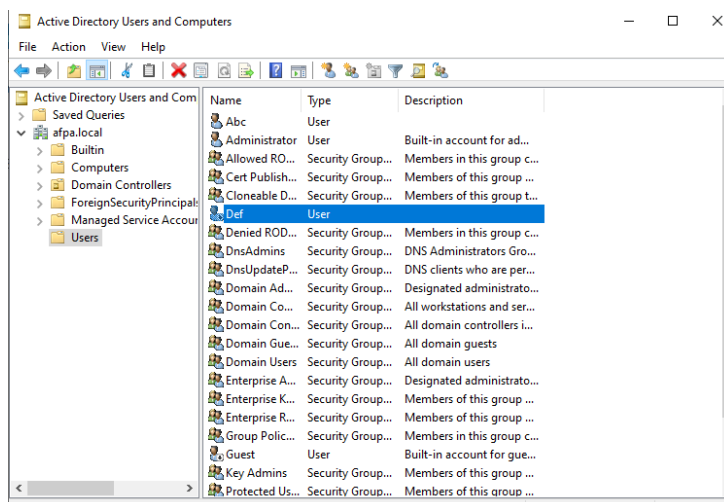 Active Directory Users and Computers
File Action View Help
Active Directory Users and Com
Saved Queries
afpa.local
Builtin
Computers
Domain Controllers
ForeignSecurityPrincipals
Managed Service Accour
Users
Name Type Description
Abc User
Administrator User Built-in account for ad...
Allowed RO... Security Group... Members in this group c...
Cert Publish... Security Group... Members of this group ...
Cloneable D... Security Group... Members of this group t...
Def User
Denied ROD... Security Group... Members in this group c...
DnsAdmins Security Group... DNS Administrators Gro...
DnsUpdateP... Security Group... DNS clients who are per...
Domain Ad... Security Group... Designated administrato...
Domain Co... Security Group... All workstations and ser...
Domain Con... Security Group... All domain controllers i...
Domain Gue... Security Group... All domain guests
Domain Users Security Group... All domain users
Enterprise A... Security Group... Designated administrato...
Enterprise K... Security Group... Members of this group ...
Enterprise R... Security Group... Members of this group ...
Group Polic... Security Group... Members in this group c...
Guest User Built-in account for gue...
Key Admins Security Group... Members of this group ...
Protected Us... Security Group... Members of this group ...